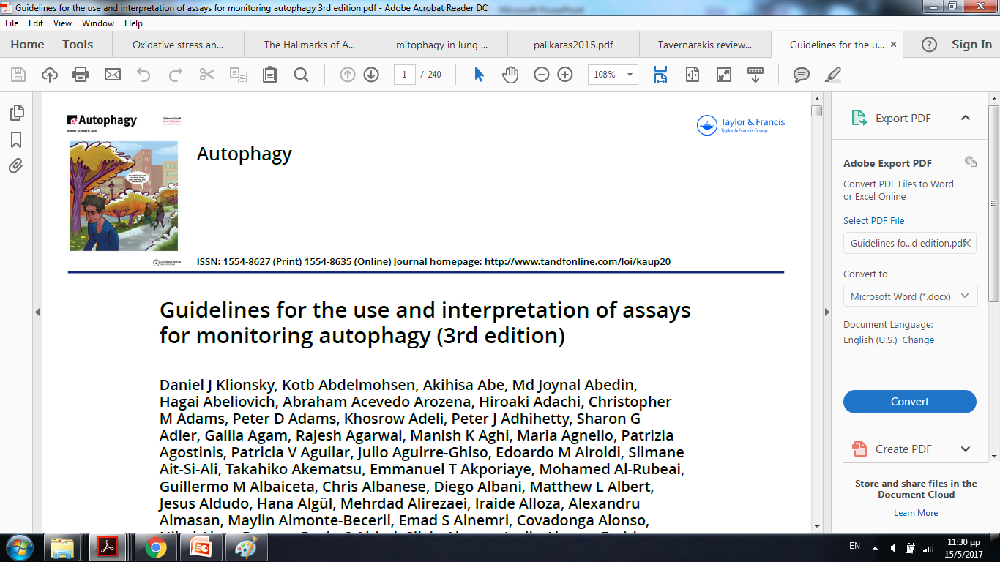 Guidelines for the use and interpretation of assays for monitoring autophagy 3rd edition.pdf - Adobe Acrobat Reader DC
File Edit View Window Help
Home Tools Oxidative stress an... The Hallmarks of A... mitophagy in lung ... palikaras2015.pdf Tavernarakis review... Guidelines for the u... × Sign In
1 / 240 108%
Autophagy
Taylor & Francis
Taylor & Francis Group
Autophagy
Taylor & Francis
ISSN: 1554-8627 (Print) 1554-8635 (Online) Journal homepage: http://www.tandfonline.com/loi/kaup20
Guidelines for the use and interpretation of assays
for monitoring autophagy (3rd edition)
Daniel J Klionsky, Kotb Abdelmohsen, Akihisa Abe, Md Joynal Abedin,
Hagai Abeliovich, Abraham Acevedo Arozena, Hiroaki Adachi, Christopher
M Adams, Peter D Adams, Khosrow Adeli, Peter J Adhihetty, Sharon G
Adler, Galila Agam, Rajesh Agarwal, Manish K Aghi, Maria Agnello, Patrizia
Agostinis, Patricia V Aguilar, Julio Aguirre-Ghiso, Edoardo M Airoldi, Slimane
Ait-Si-Ali, Takahiko Akematsu, Emmanuel T Akporiaye, Mohamed Al-Rubeai,
Guillermo M Albaiceta, Chris Albanese, Diego Albani, Matthew L Albert,
Jesus Aldudo, Hana Algül, Mehrdad Alirezaei, Iraide Alloza, Alexandru
Almasan, Maylin Almonte-Beceril, Emad S Alnemri, Covadonga Alonso,
Export PDF
Adobe Export PDF
Convert PDF Files to Word
or Excel Online
Select PDF File
Guidelines fo...d edition.pdf
Convert to
Microsoft Word (*.docx)
Document Language:
English (U.S.) Change
Convert
Create PDF
Store and share files in the
Document Cloud
Learn More
EN
11:30 μμ
15/5/2017